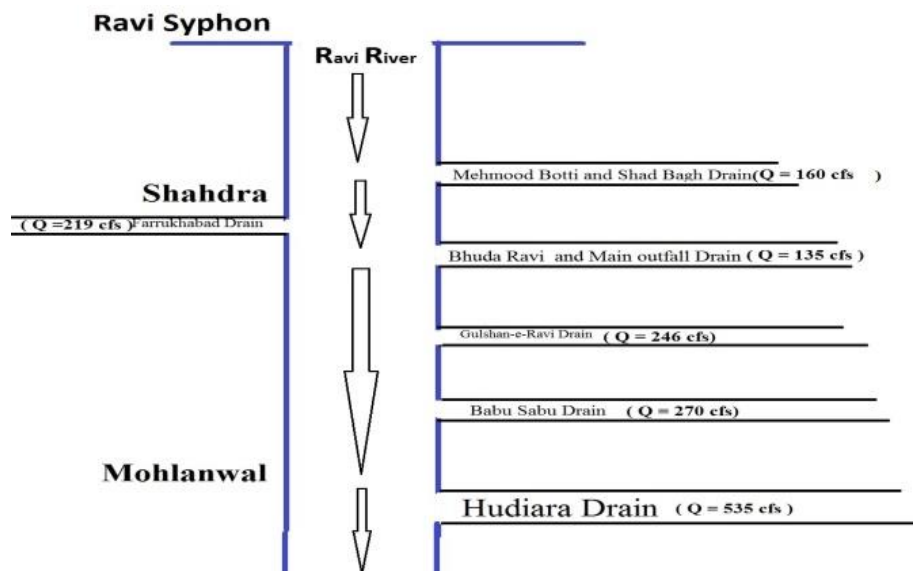 Ravi Syphon
Ravi River
Mehmood Botti and Shad Bagh Drain(Q = 160 cfs )
Shahdra
( Q =219 cfs ) Farrukhabad Drain
Bhuda Ravi and Main outfall Drain ( Q = 135 cfs )
Gulshan-e-Ravi Drain ( Q = 246 cfs)
Babu Sabu Drain ( Q = 270 cfs)
Mohlanwal
Hudiara Drain ( Q = 535 cfs )